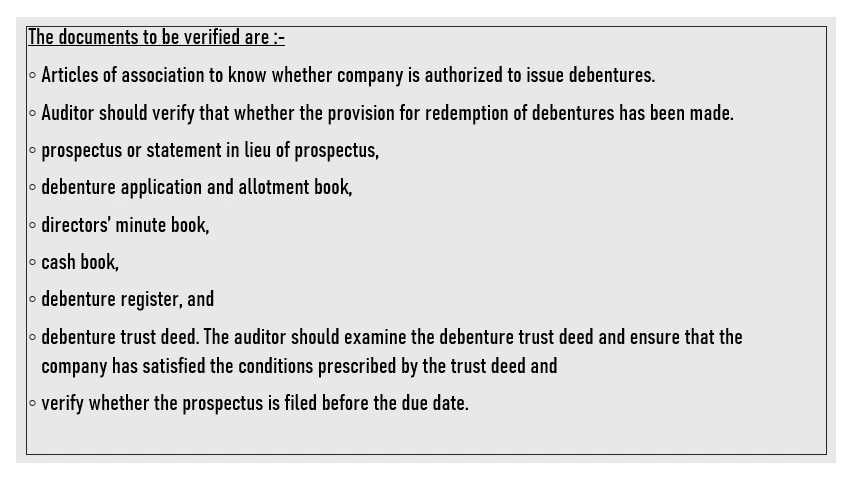 The documents to be verified are :-
◦ Articles of association to know whether company is authorized to issue debentures.
◦ Auditor should verify that whether the provision for redemption of debentures has been made.
◦ prospectus or statement in lieu of prospectus,
◦ debenture application and allotment book,
◦ directors' minute book,
◦ cash book,
◦ debenture register, and
◦ debenture trust deed. The auditor should examine the debenture trust deed and ensure that the
company has satisfied the conditions prescribed by the trust deed and
◦ verify whether the prospectus is filed before the due date.